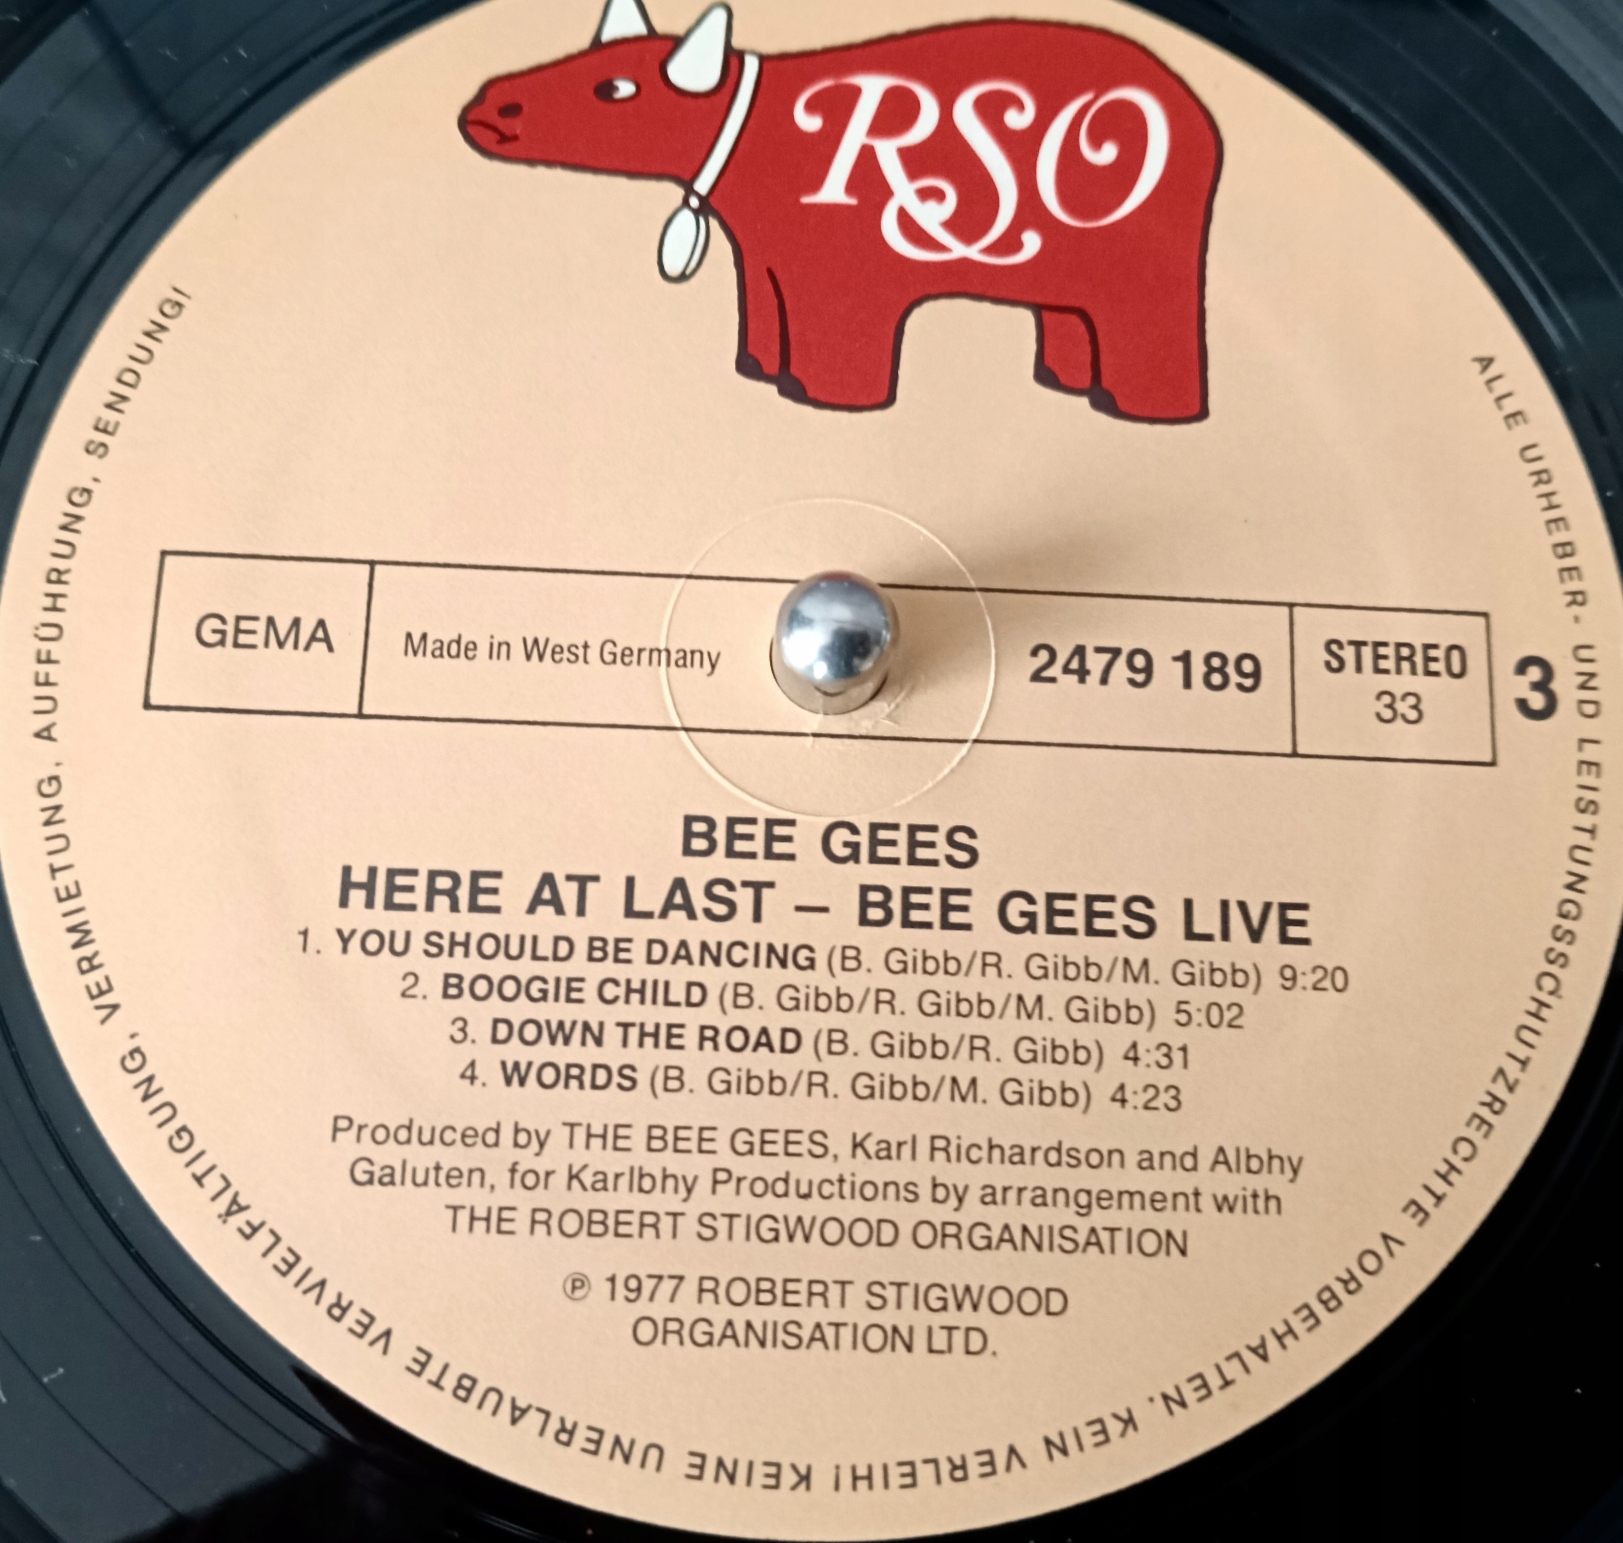 RSO
GEMA
Made in West Germany
2479 189
STEREO
33
3
BEE GEES
HERE AT LAST – BEE GEES LIVE
1. YOU SHOULD BE DANCING (B. Gibb/R. Gibb/M. Gibb) 9:20
2. BOOGIE CHILD (B. Gibb/R. Gibb/M. Gibb) 5:02
3. DOWN THE ROAD (B. Gibb/R. Gibb) 4:31
4. WORDS (B. Gibb/R. Gibb/M. Gibb) 4:23
Produced by THE BEE GEES, Karl Richardson and Albhy
Galuten, for Karlbhy Productions by arrangement with
THE ROBERT STIGWOOD ORGANISATION
℗ 1977 ROBERT STIGWOOD
ORGANISATION LTD.
ALLE URHEBER- UND LEISTUNGSSCHUTZRECHTE VORBEHALTEN. KEIN VERLEIH! KEINE UNERLAUBTE VERVIELFÄLTIGUNG, VERMIETUNG, AUFFÜHRUNG, SENDUNG!